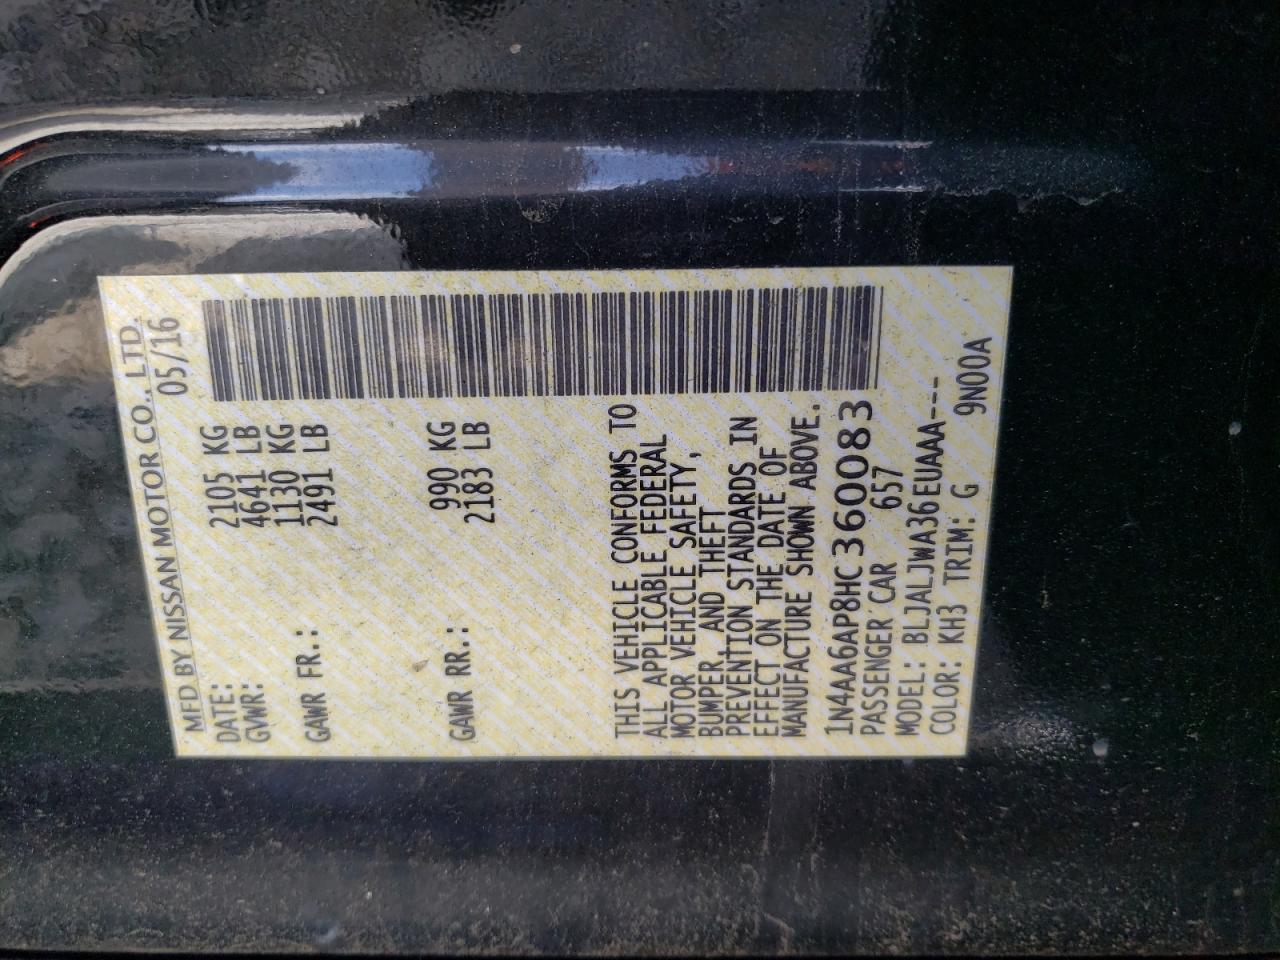 MFD BY NISSAN MOTOR CO., LTD.
DATE: 05/16
GVWR: 2105 KG
4641 LB
GAWR FR.: 1130 KG
2491 LB
GAWR RR.: 990 KG
2183 LB
THIS VEHICLE CONFORMS TO
ALL APPLICABLE FEDERAL
MOTOR VEHICLE SAFETY,
BUMPER, AND THEFT
PREVENTION STANDARDS IN
EFFECT ON THE DATE OF
MANUFACTURE SHOWN ABOVE.
1N4AA6AP8HC360083
PASSENGER CAR 657
MODEL: BLJALJWA36EUAAA---
COLOR: KH3 TRIM: G 9N00A